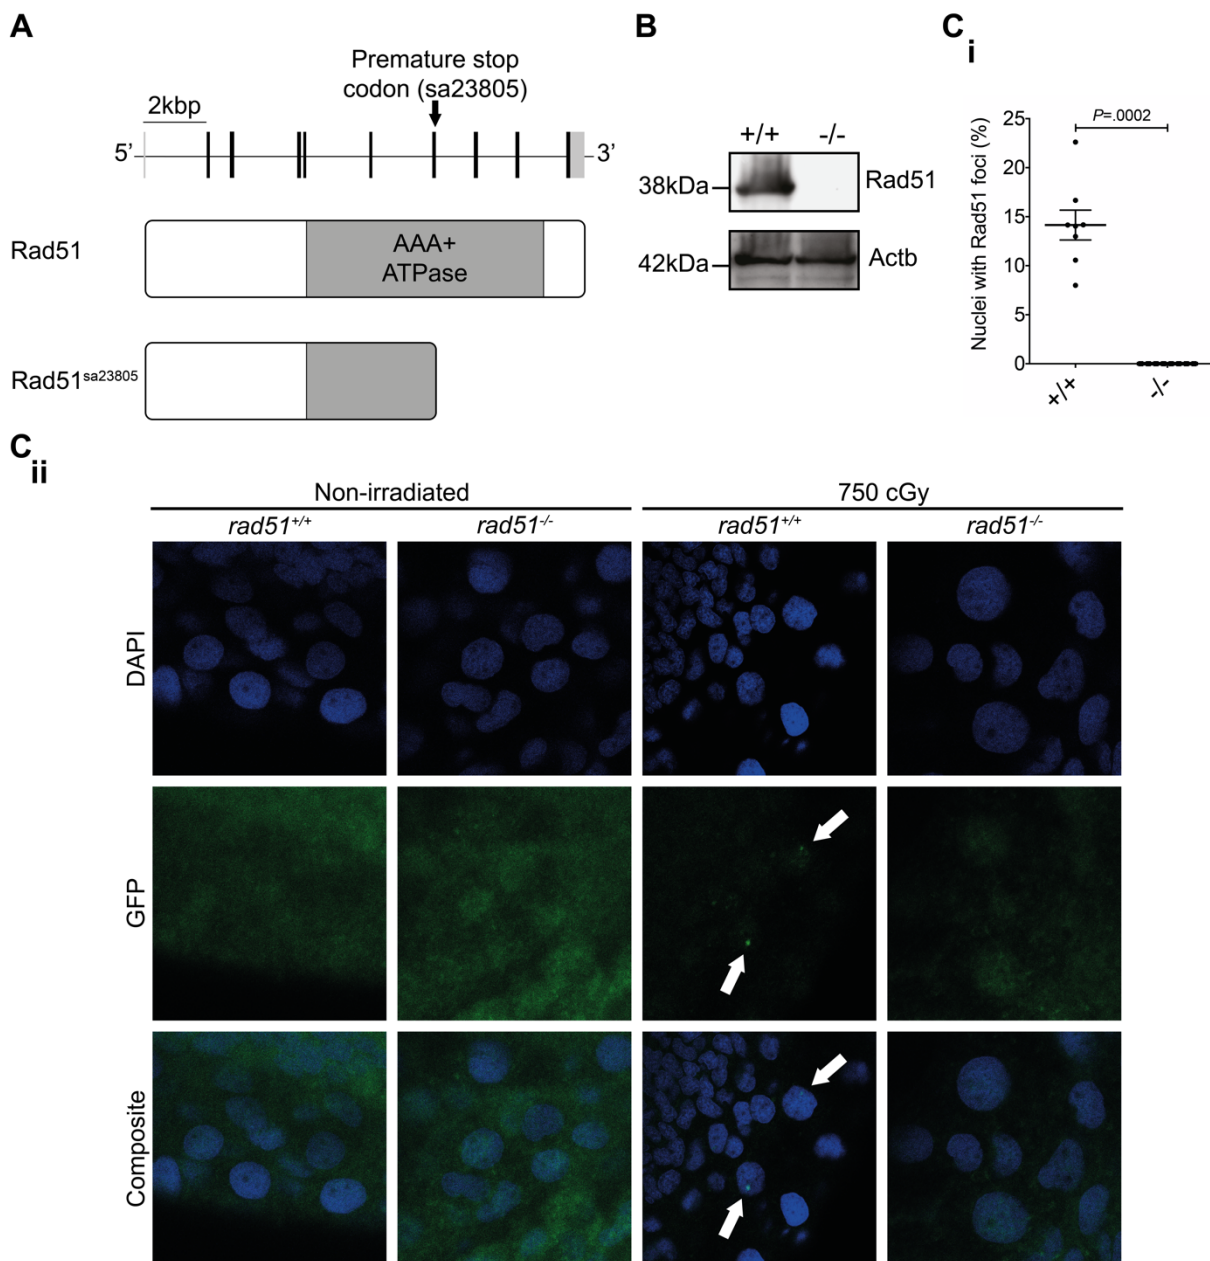 A
Premature stop
codon (sa23805)
2kbp
5’
3’
Rad51
AAA+
ATPase
Rad51sa23805
B
+/+ -/-
38kDa
Rad51
42kDa
Actb
C
i
P=.0002
Nuclei with Rad51 foci (%)
25
20
15
10
5
0
+/+
-/-
C
ii
Non-irradiated
750 cGy
rad51+/+
rad51-/-
rad51+/+
rad51-/-
DAPI
GFP
Composite